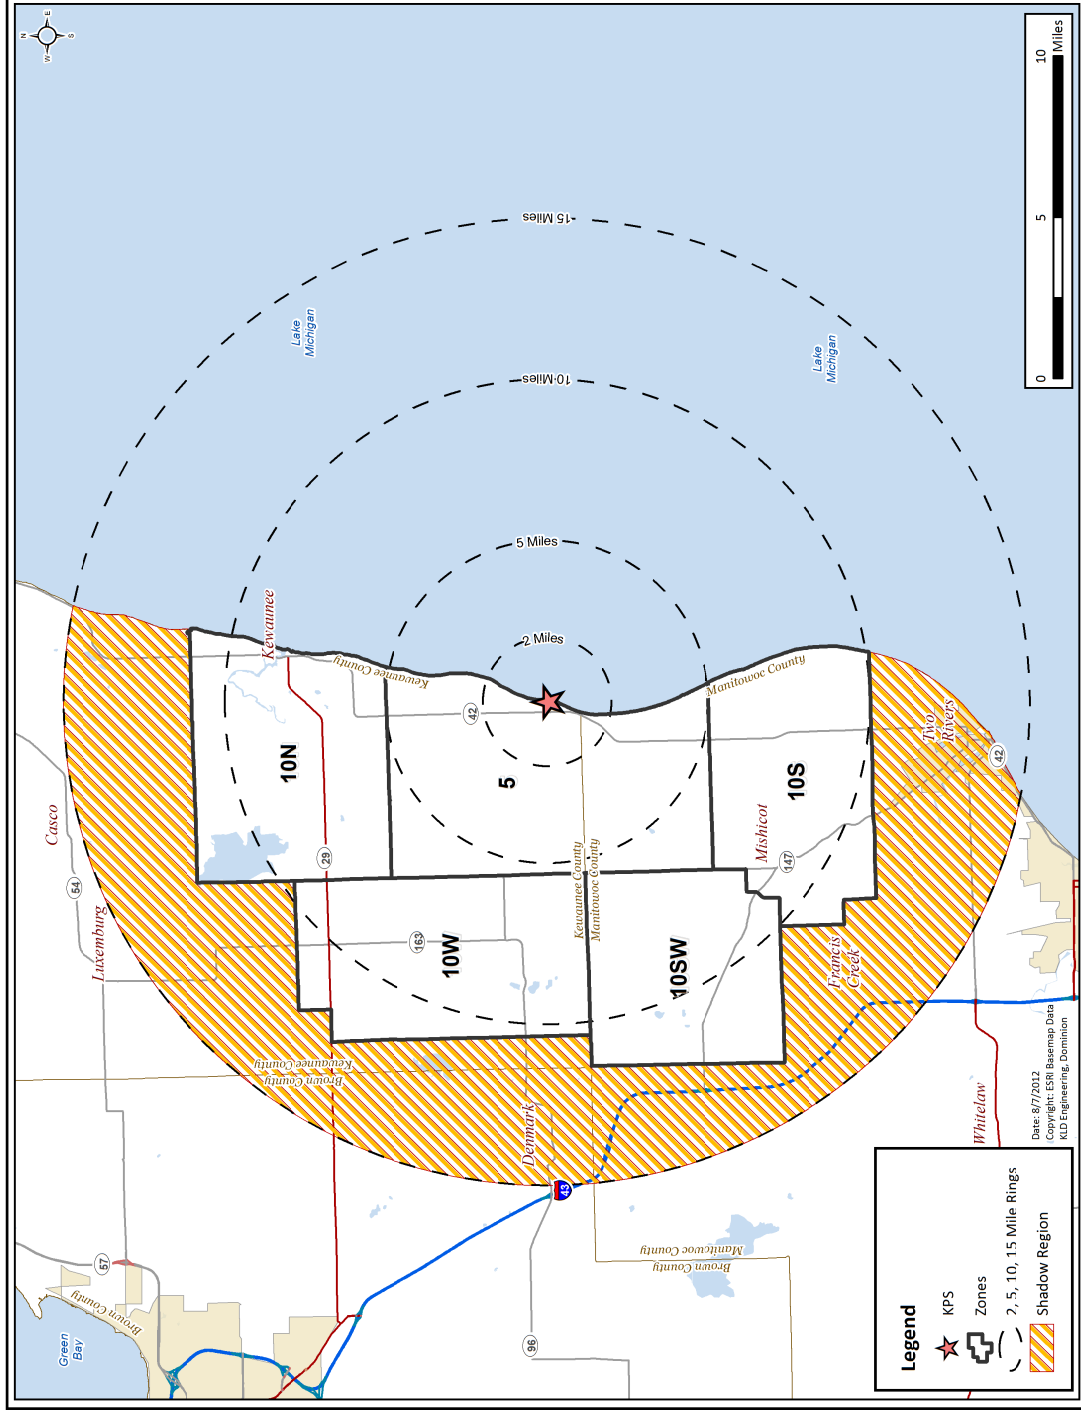 N
E
S
W
15 Miles
10 Miles
5 Miles
2 Miles
Lake
Michigan
Lake
Michigan
Kewaunee
Kewaunee County
Manitowoc County
Casco
54
Luxemburg
10N
29
42
5
10W
163
Kewaunee County
Manitowoc County
10SW
10S
Mishicot
147
Two
Rivers
42
Francis
Creek
Kewaunee County
Brown County
Denmark
43
Whitelaw
57
Brown County
Green
Bay
96
Manitowoc County
Brown County
0
5
10
Miles
Date: 8/7/2012
Copyright: ESRI Basemap Data
KLD Engineering, Dominion
Legend
KPS
Zones
2, 5, 10, 15 Mile Rings
Shadow Region